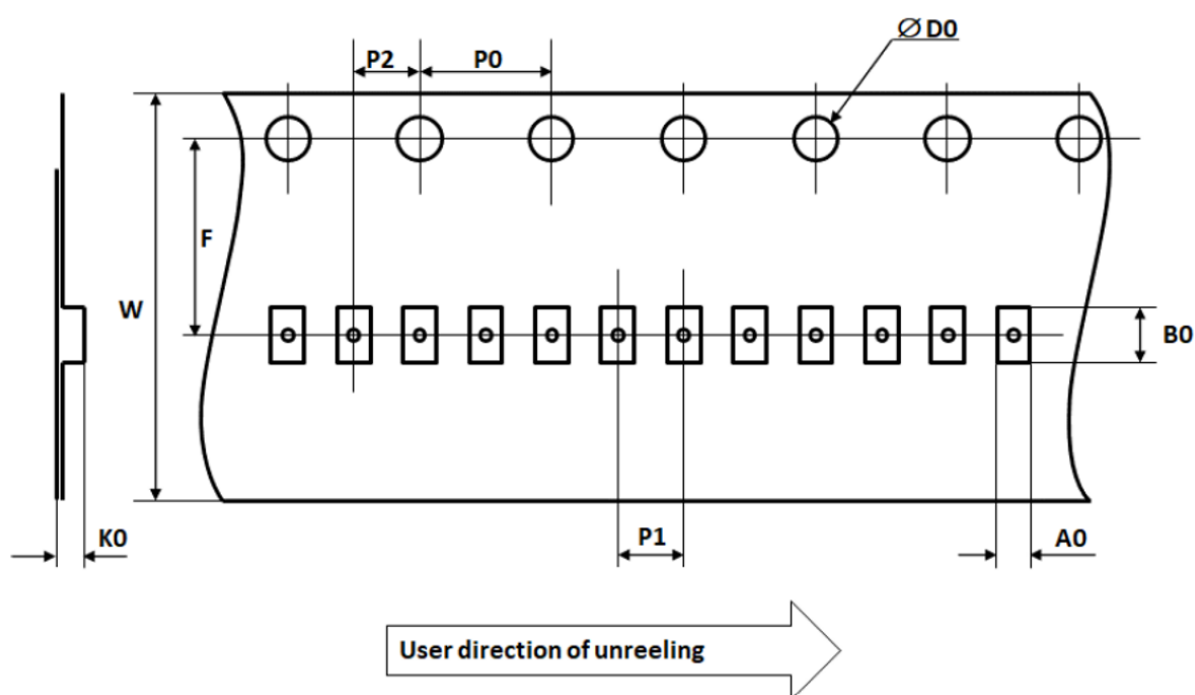 Ø D0
P2
P0
F
W
B0
K0
P1
A0
User direction of unreeling